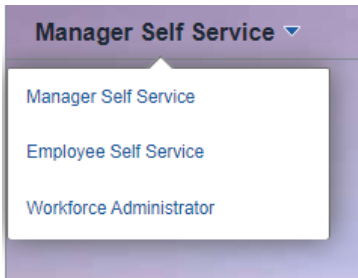 Manager Self Service
Manager Self Service
Employee Self Service
Workforce Administrator